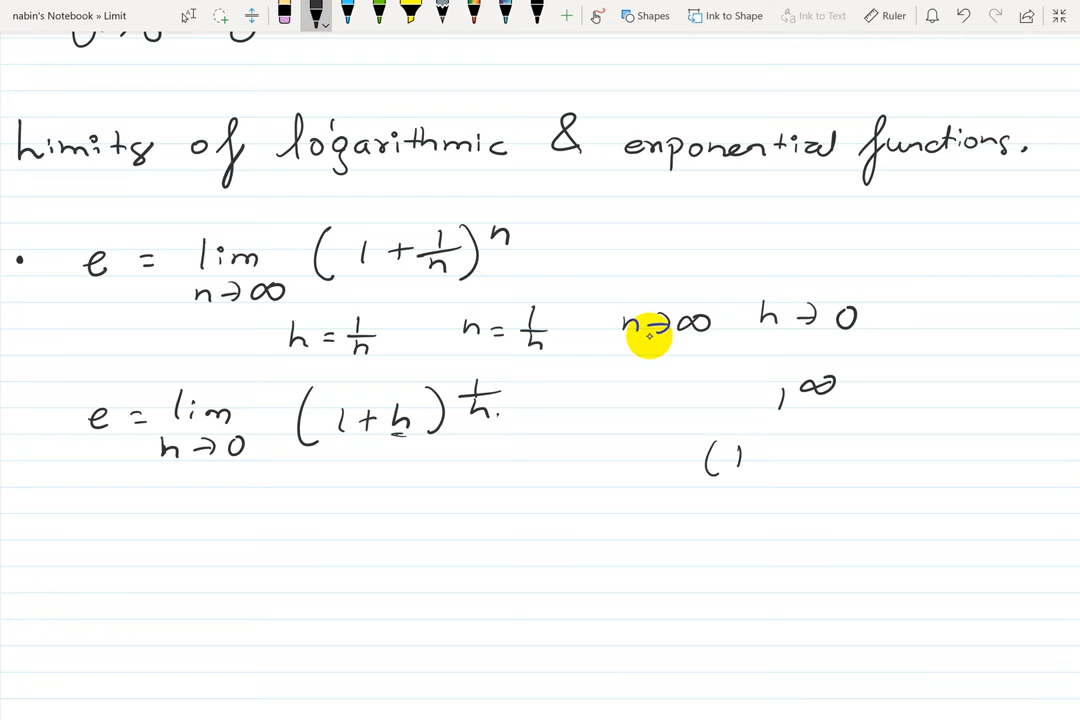 nabin's Notebook » Limit
Shapes Ink to Shape Ink to Text Ruler
Limits of logarithmic & exponential functions.
• e = lim n→∞ (1 + 1/n)^n
h = 1/n n = 1/h n→∞ h→0
e = lim h→0 (1 + h)^1/h.
1^∞
(1